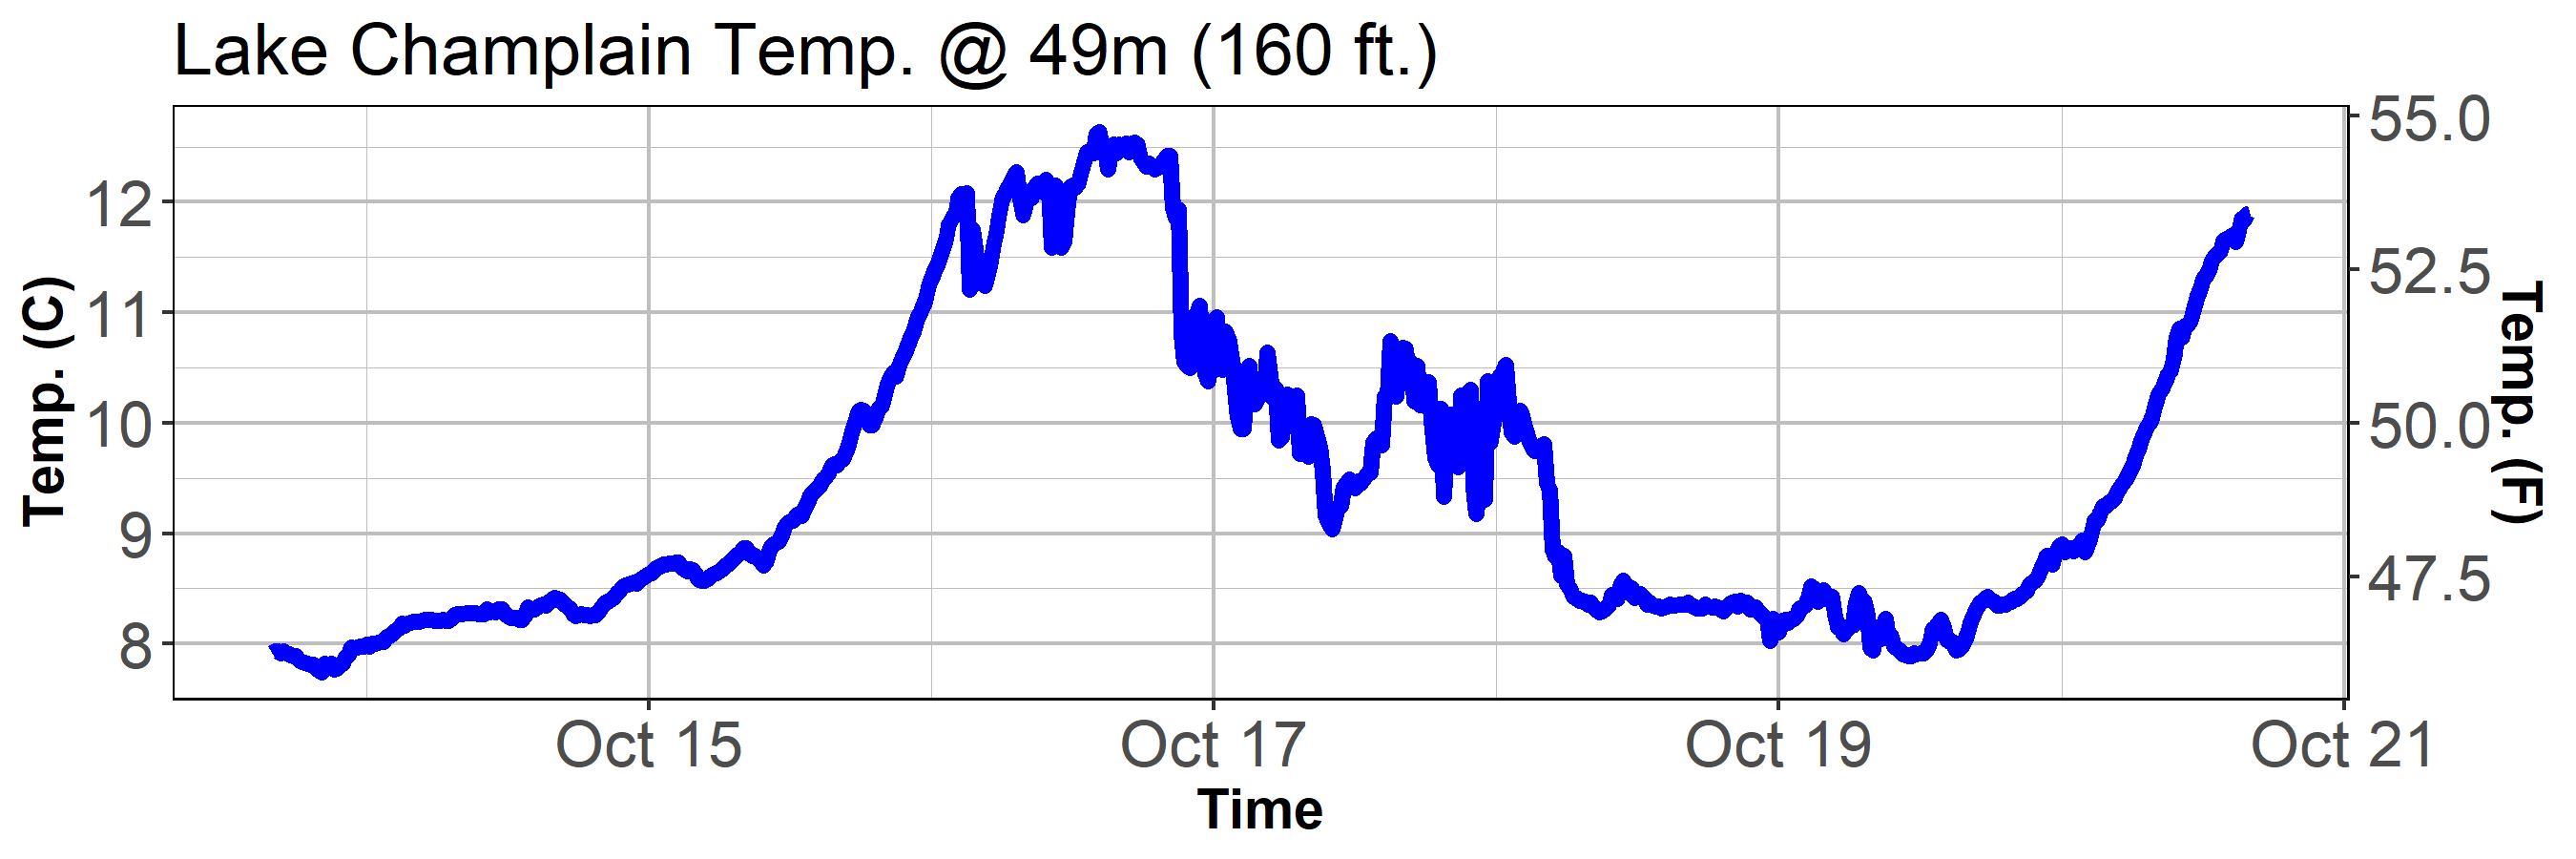 Lake Champlain Temp. @ 49m (160 ft.)
Temp. (C)
12
11
10
9
8
55.0
52.5
50.0
47.5
Temp. (F)
Oct 15
Oct 17
Oct 19
Oct 21
Time